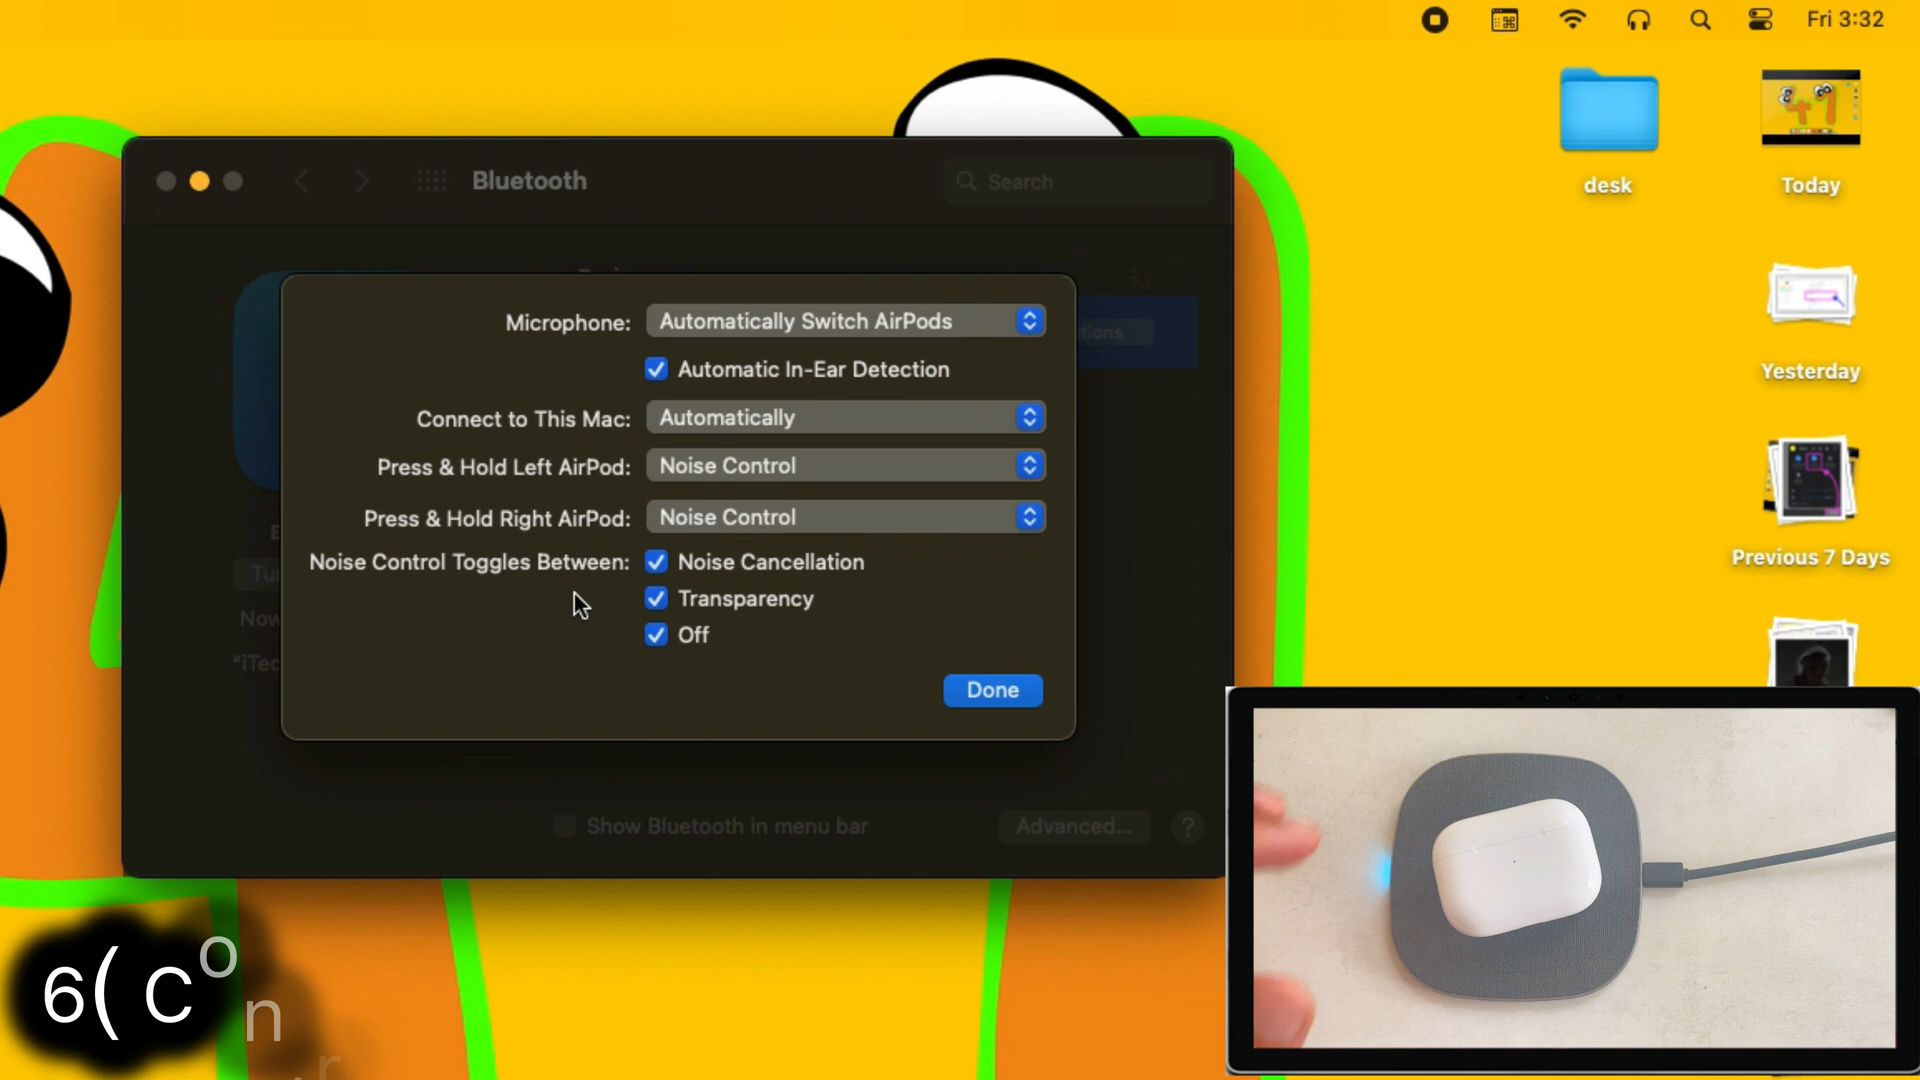 Fri 3:32
desk
Today
Bluetooth
Search
Yesterday
Microphone: Automatically Switch AirPods
Automatic In-Ear Detection
Connect to This Mac: Automatically
Press & Hold Left AirPod: Noise Control
Press & Hold Right AirPod: Noise Control
Noise Control Toggles Between: Noise Cancellation
Transparency
Off
Previous 7 Days
Done
Show Bluetooth in menu bar
Advanced...
?
6( Con